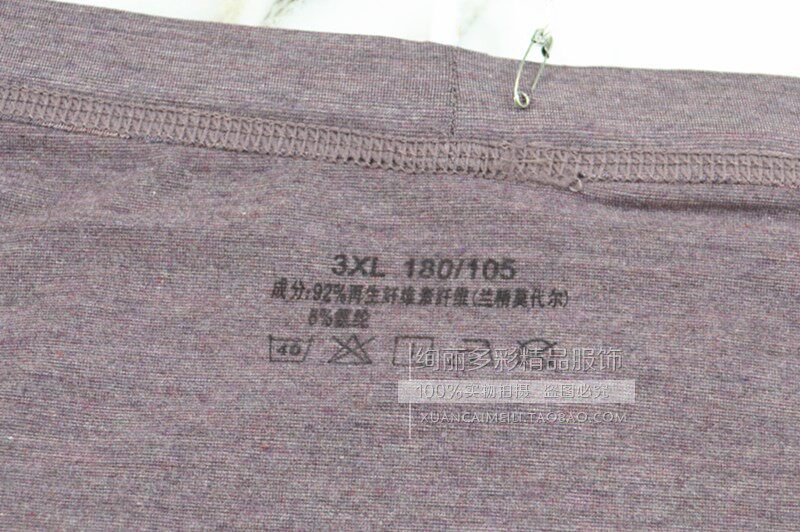 3XL 180/105
成分:92%再生纤维素纤维(兰精莫代尔)
8%氨纶
40
绚丽多彩精品服饰
100%实物拍摄 盗图必究
XUANCAIMEILI.TAOBAO.COM